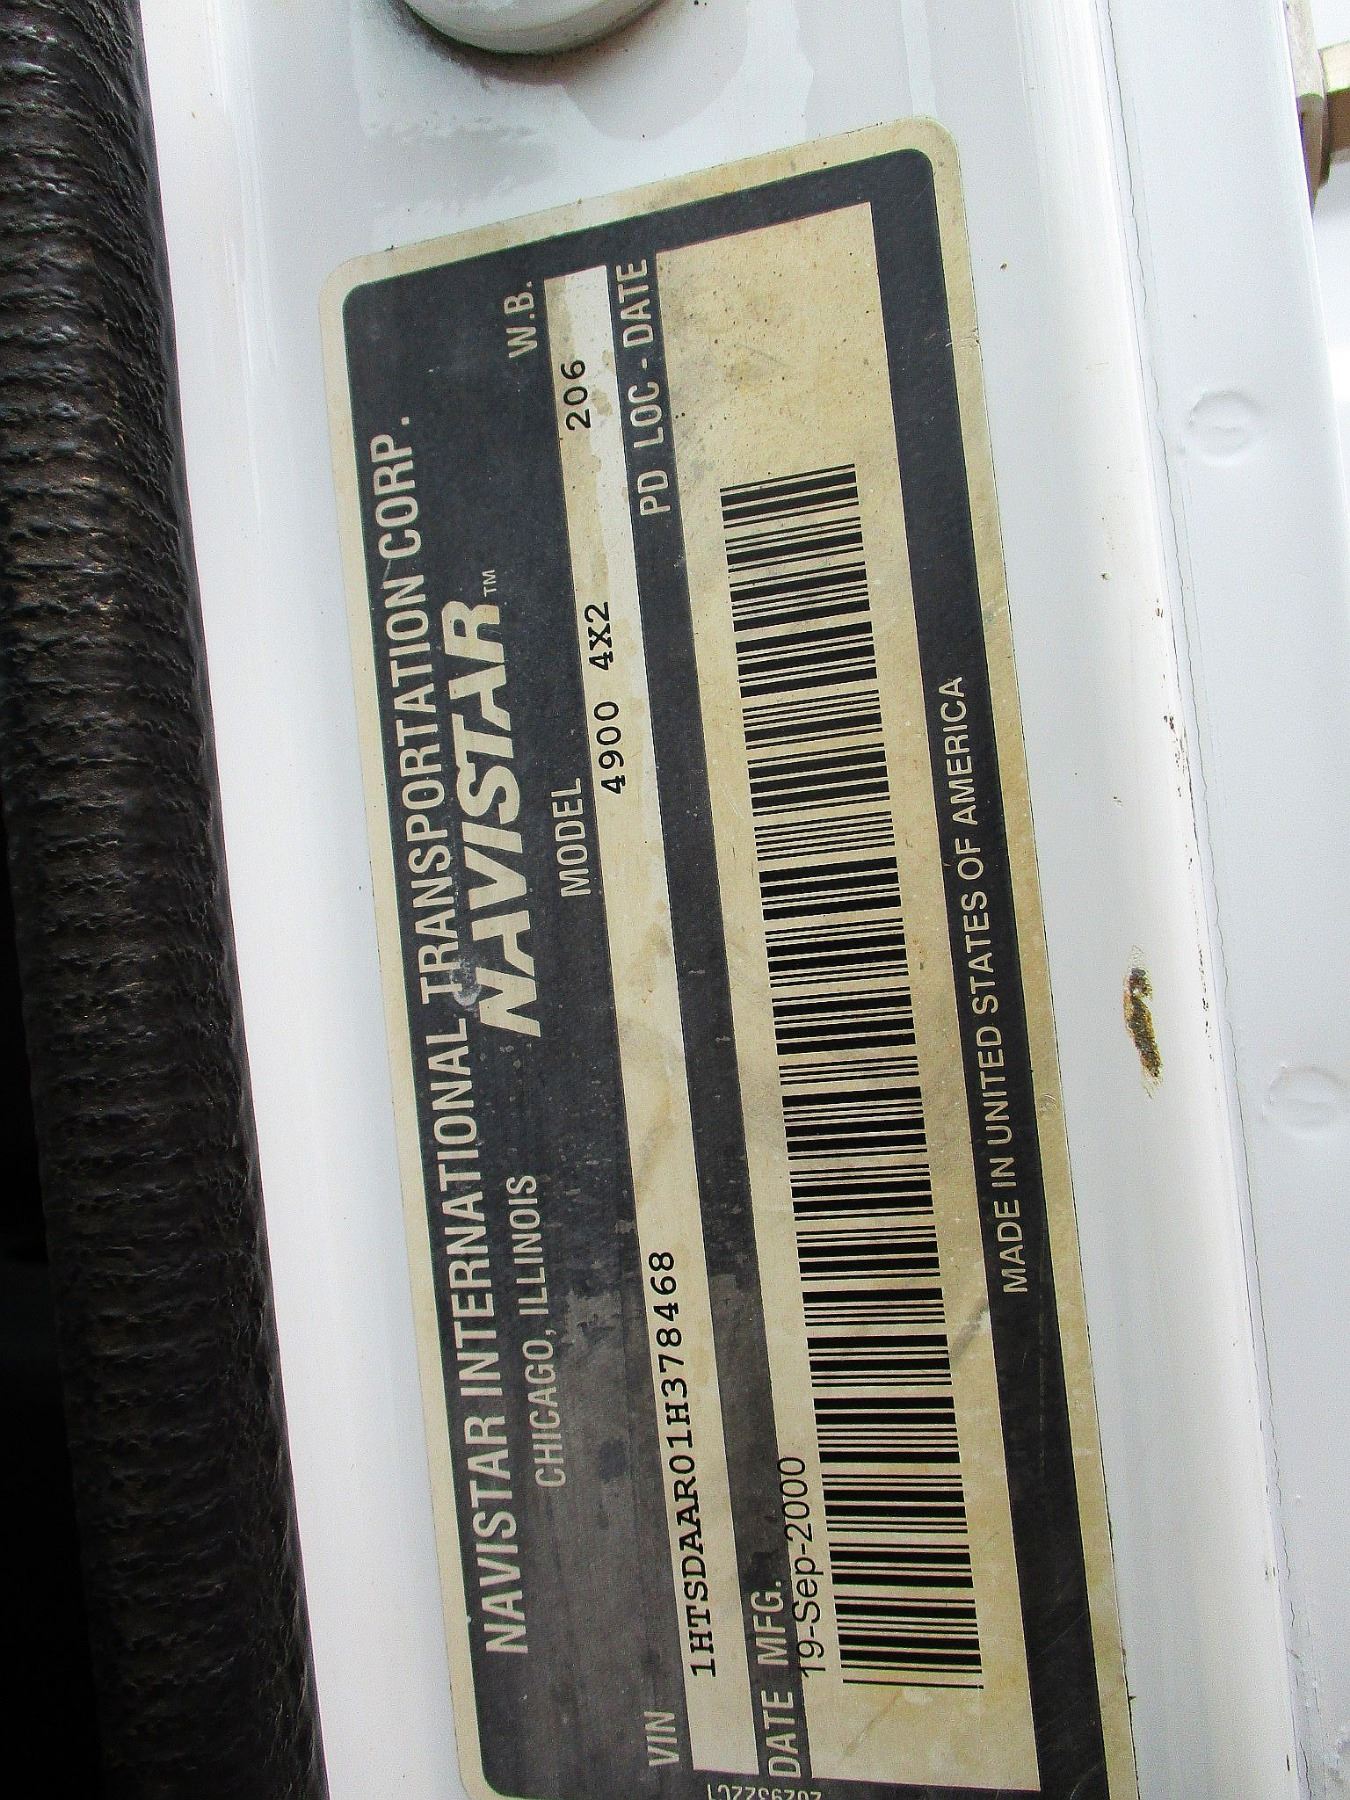 NAVISTAR INTERNATIONAL TRANSPORTATION CORP.
CHICAGO, ILLINOIS
NAVISTAR™
VIN MODEL W.B.
1HTSDAAR01H378468 4900 4X2 206
DATE MFG. PD LOC - DATE
19-Sep-2000
MADE IN UNITED STATES OF AMERICA